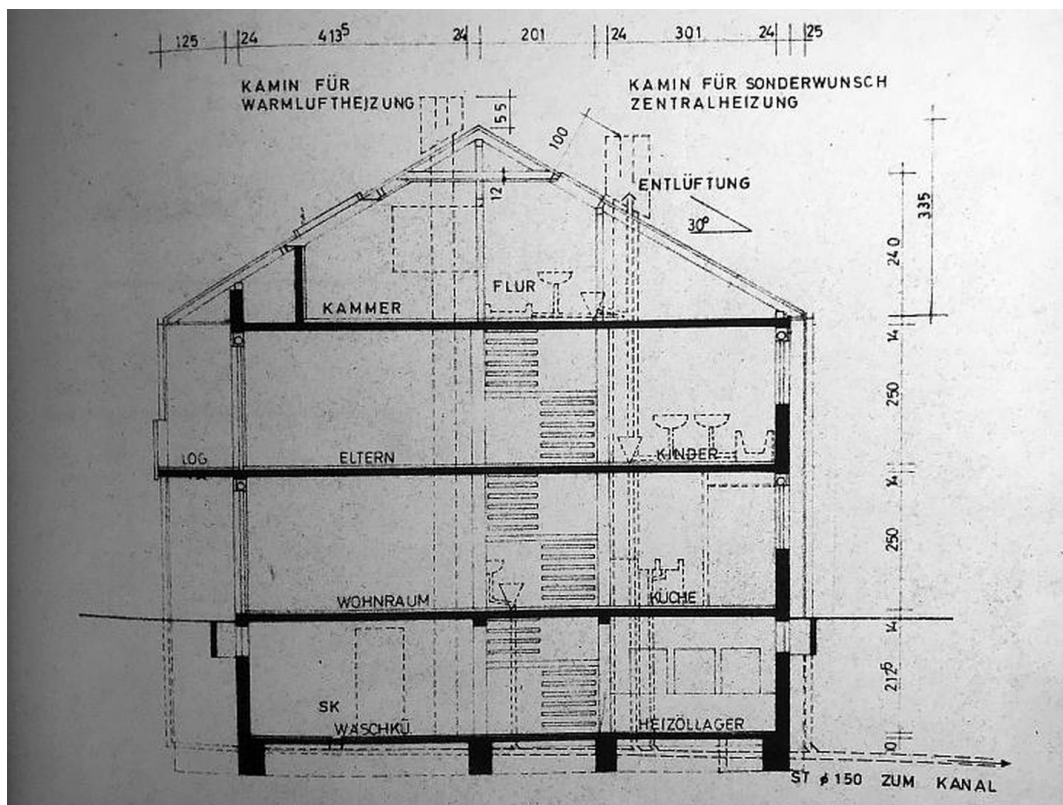 125 24 413⁵ 24 201 24 301 24 25
KAMIN FÜR
WARMLUFTHEIZUNG
KAMIN FÜR SONDERWUNSCH
ZENTRALHEIZUNG
55
100
12
ENTLÜFTUNG
30°
335
240
FLUR
KAMMER
14
250
LOG
ELTERN
KINDER
14
250
WOHNRAUM
KÜCHE
14
212⁵
SK
WASCHKÜ.
HEIZÖLLAGER
0
ST ø 150 ZUM KANAL